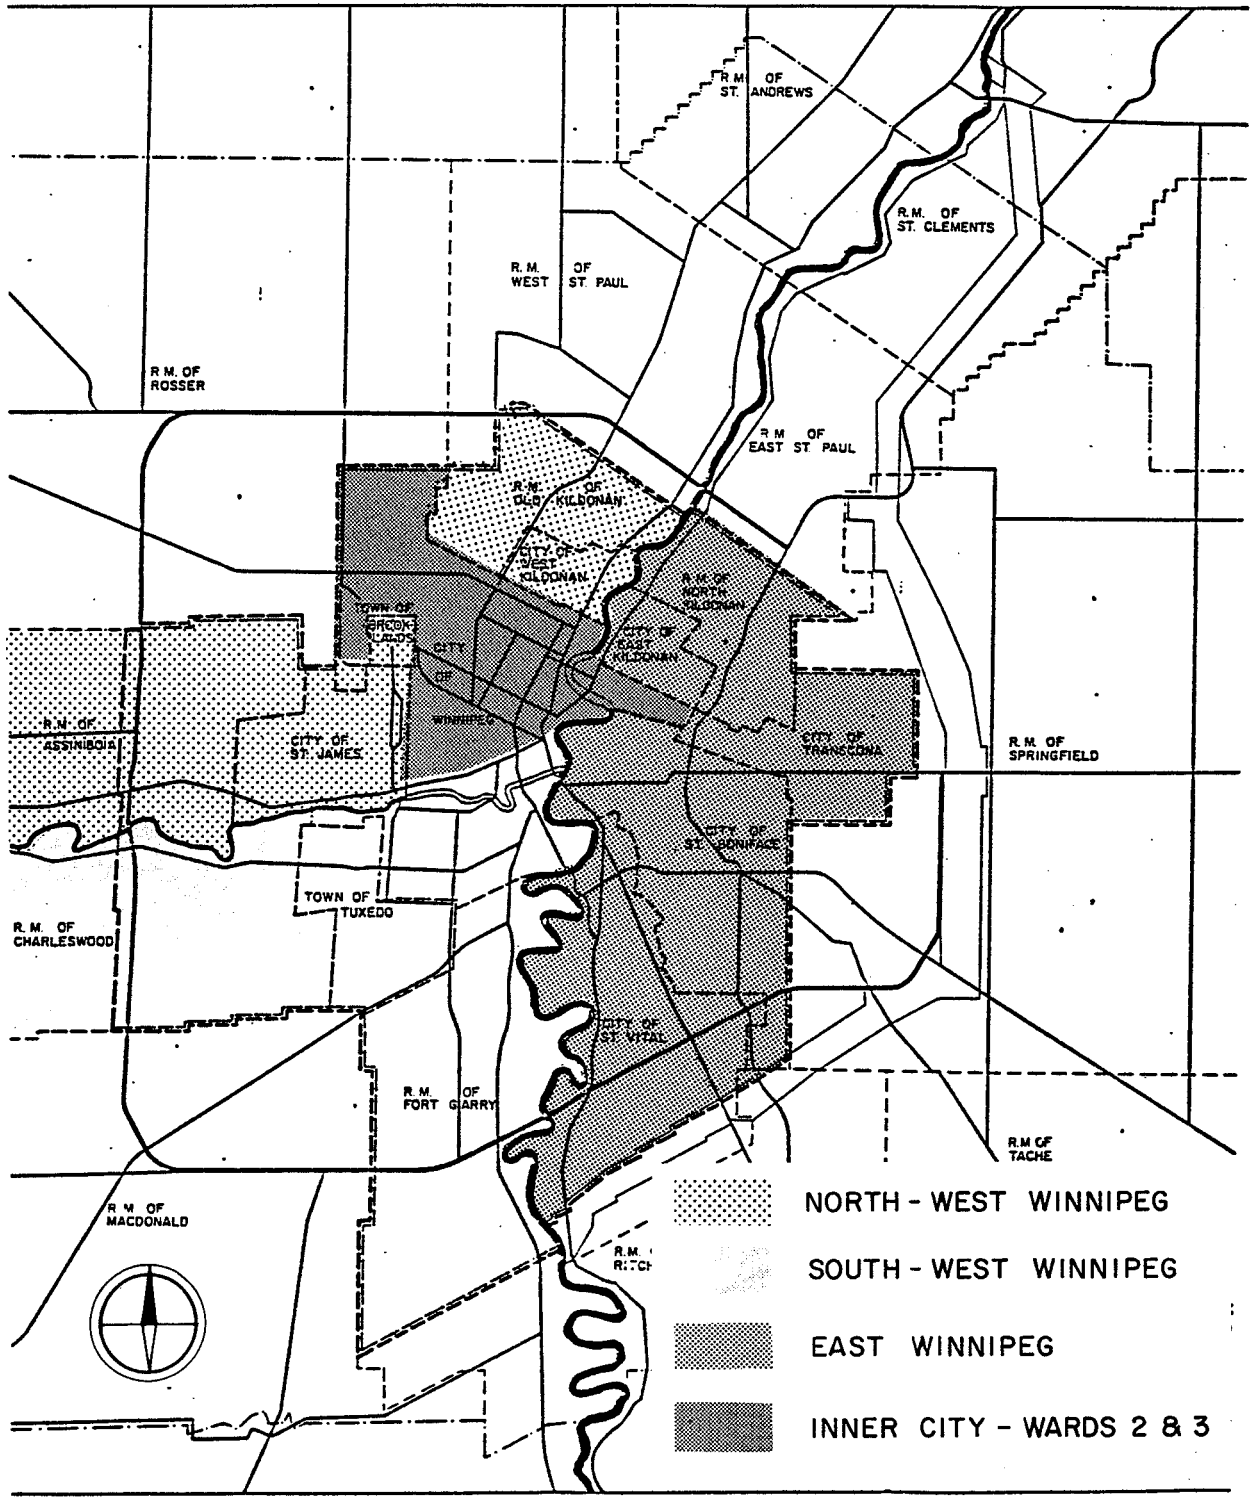 R.M. OF
ST. ANDREWS
R.M. OF
ST. CLEMENTS
R.M. OF
WEST ST. PAUL
R.M. OF
ROSSER
R.M. OF
EAST ST. PAUL
R.M. OF
OLD KILDONAN
CITY OF
WEST
KILDONAN
R.M. OF
NORTH
KILDONAN
TOWN OF
BROOK-
LANDS
CITY OF
EAST
KILDONAN
CITY
OF
WINNIPEG
R.M. OF
ASSINIBOIA
CITY OF
ST. JAMES
CITY OF
TRANSCONA
R.M. OF
SPRINGFIELD
CITY OF
ST. BONIFACE
TOWN OF
TUXEDO
R.M. OF
CHARLESWOOD
CITY OF
ST. VITAL
R.M. OF
FORT GARRY
R.M OF
TACHE
R.M OF
MACDONALD
R.M.
RITCH
NORTH - WEST WINNIPEG
SOUTH - WEST WINNIPEG
EAST WINNIPEG
INNER CITY - WARDS 2 & 3